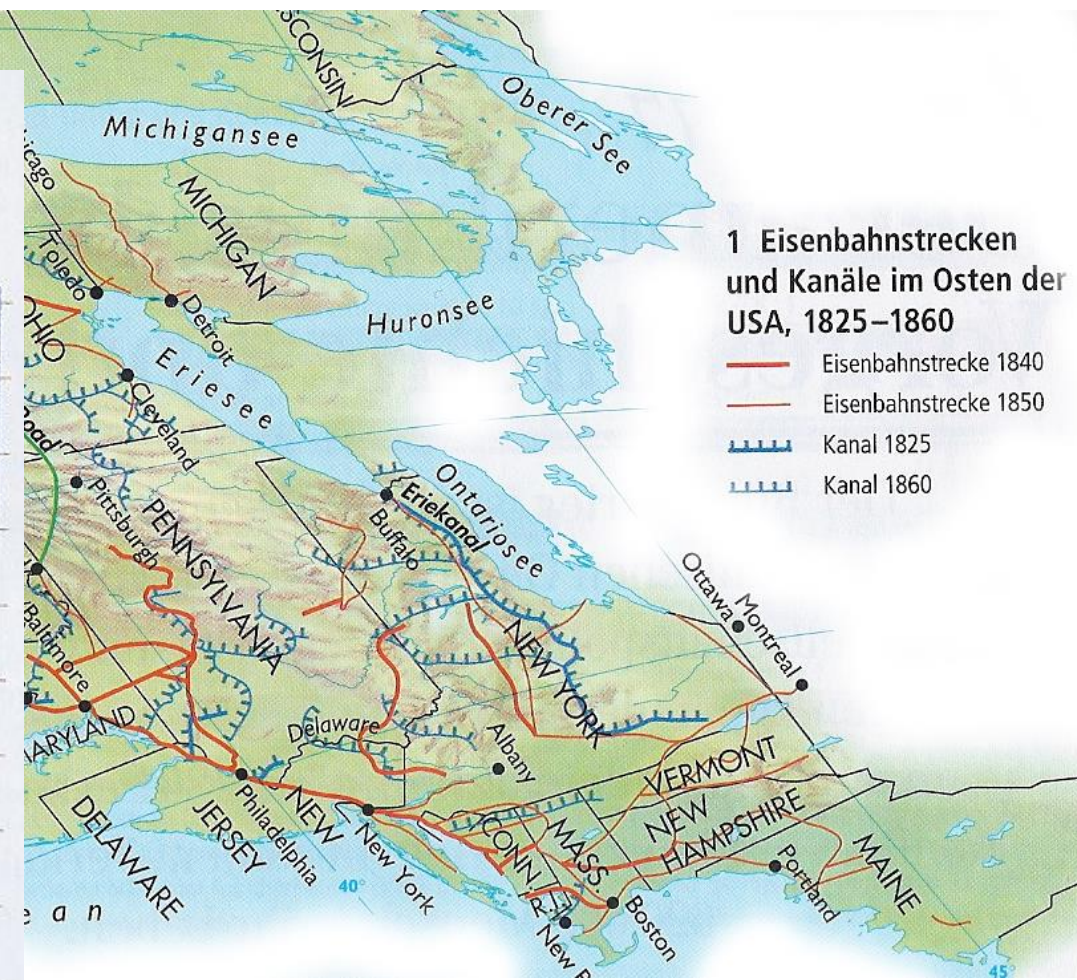 Oberer See
Michigansee
MICHIGAN
Huronsee
Toledo
Detroit
OHIO
Eriesee
Cleveland
Pittsburgh
PENNSYLVANIA
Ontariosee
Eriekanal
Buffalo
NEW YORK
Ottawa
Montreal
Baltimore
Delaware
Albany
VERMONT
NEW
HAMPSHIRE
MAINE
DELAWARE
NEW
JERSEY
Philadelphia
New York
CONN.
MASS
R.I.
Boston
Portland
40°
45°
1 Eisenbahnstrecken
und Kanäle im Osten der
USA, 1825–1860
Eisenbahnstrecke 1840
Eisenbahnstrecke 1850
Kanal 1825
Kanal 1860